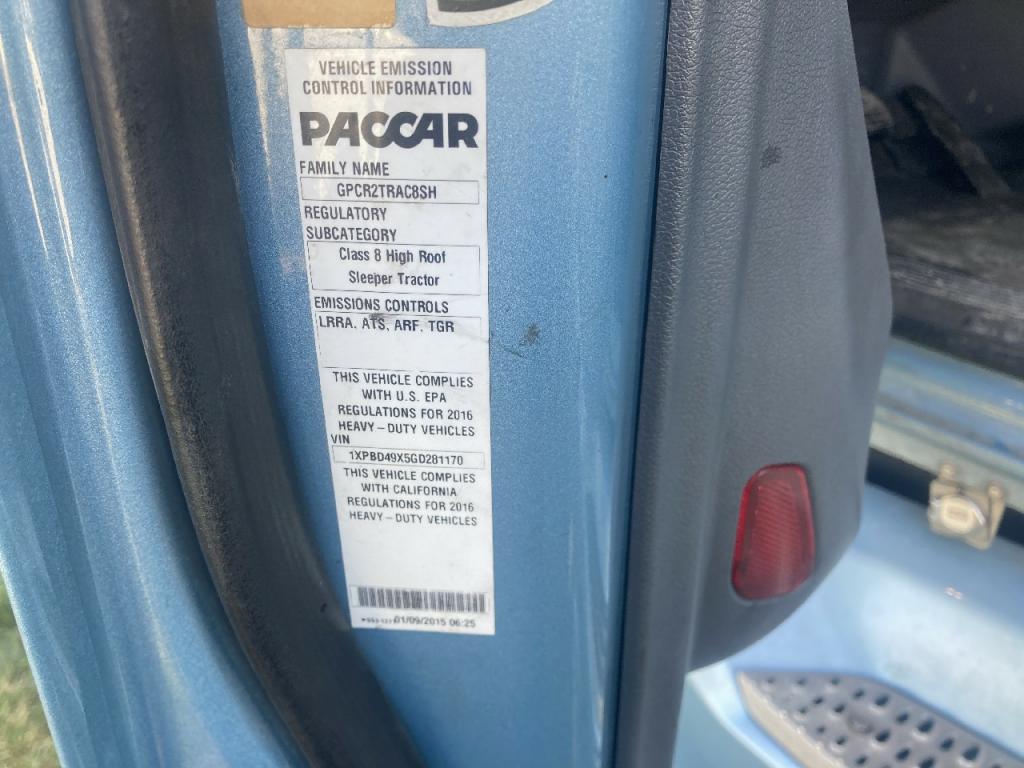 VEHICLE EMISSION
CONTROL INFORMATION
PACCAR
FAMILY NAME
GPCR2TRAC8SH
REGULATORY
SUBCATEGORY
Class 8 High Roof
Sleeper Tractor
EMISSIONS CONTROLS
LRRA, ATS, ARF, TGR
THIS VEHICLE COMPLIES
WITH U.S. EPA
REGULATIONS FOR 2016
HEAVY-DUTY VEHICLES
VIN
1XPBD49X5GD281170
THIS VEHICLE COMPLIES
WITH CALIFORNIA
REGULATIONS FOR 2016
HEAVY-DUTY VEHICLES
01/09/2015 06:25